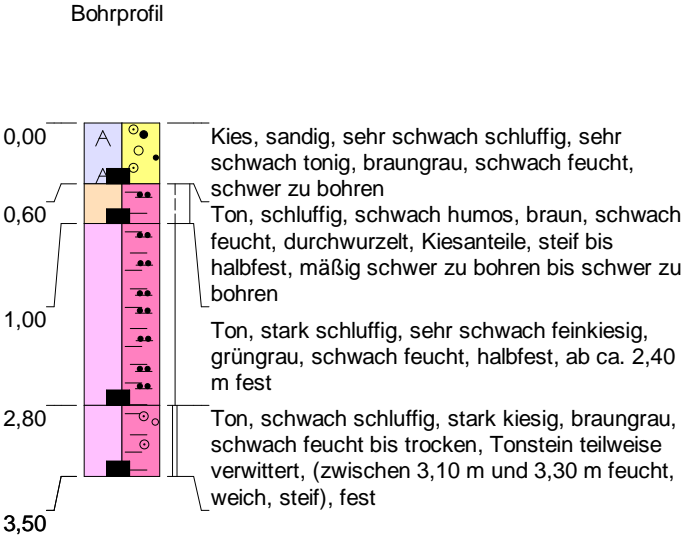 Bohrprofil
0,00
Kies, sandig, sehr schwach schluffig, sehr
schwach tonig, braungrau, schwach feucht,
schwer zu bohren
0,60
Ton, schluffig, schwach humos, braun, schwach
feucht, durchwurzelt, Kiesanteile, steif bis
halbfest, mäßig schwer zu bohren bis schwer zu
bohren
1,00
Ton, stark schluffig, sehr schwach feinkiesig,
grüngrau, schwach feucht, halbfest, ab ca. 2,40
m fest
2,80
Ton, schwach schluffig, stark kiesig, braungrau,
schwach feucht bis trocken, Tonstein teilweise
verwittert, (zwischen 3,10 m und 3,30 m feucht,
weich, steif), fest
3,50
A
A